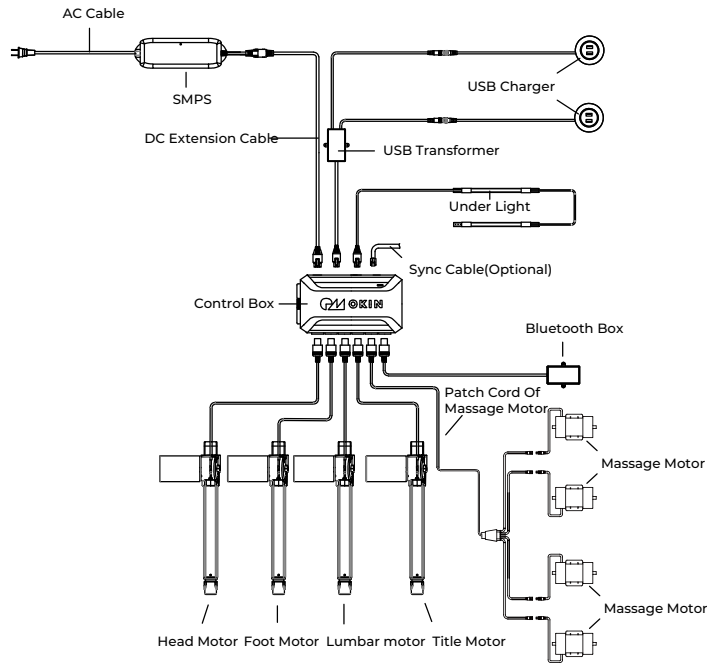 AC Cable
SMPS
USB Charger
DC Extension Cable
USB Transformer
Under Light
Sync Cable(Optional)
Control Box
OKIN
Bluetooth Box
Patch Cord Of
Massage Motor
Massage Motor
Massage Motor
Head Motor
Foot Motor
Lumbar motor
Title Motor